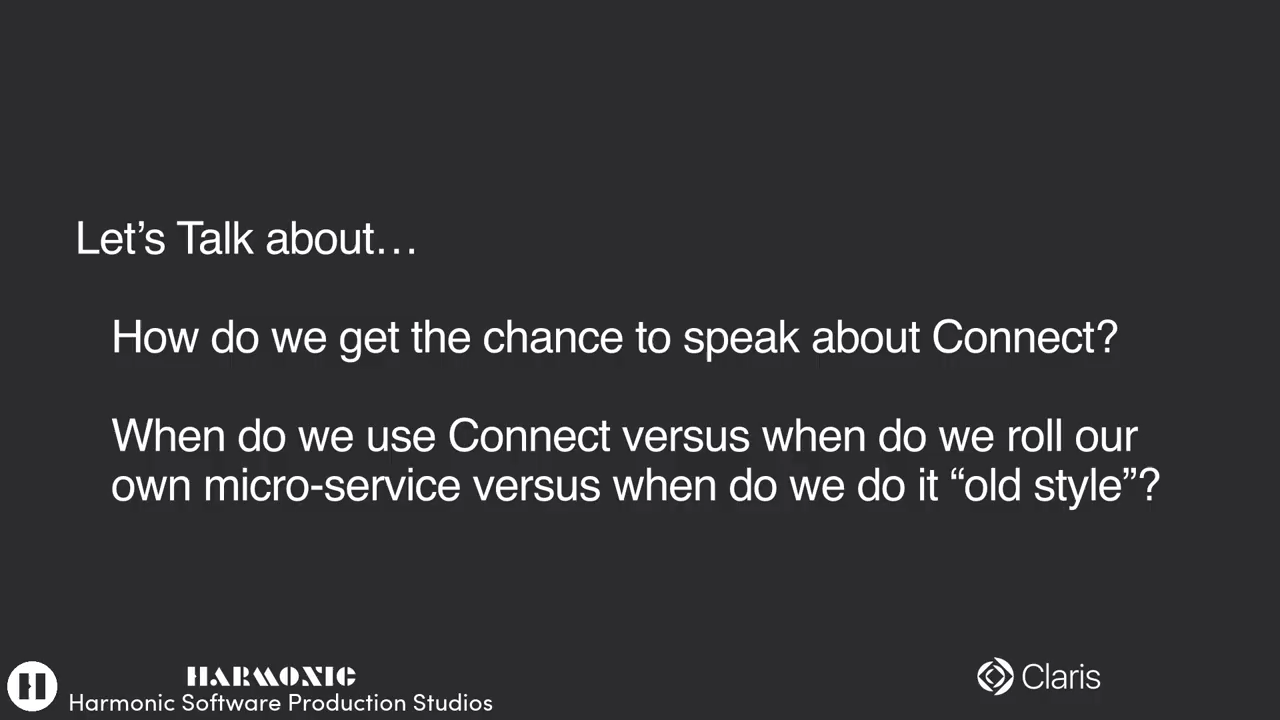 Let’s Talk about…
How do we get the chance to speak about Connect?
When do we use Connect versus when do we roll our
own micro-service versus when do we do it “old style”?
HARMONIC
Harmonic Software Production Studios
Claris